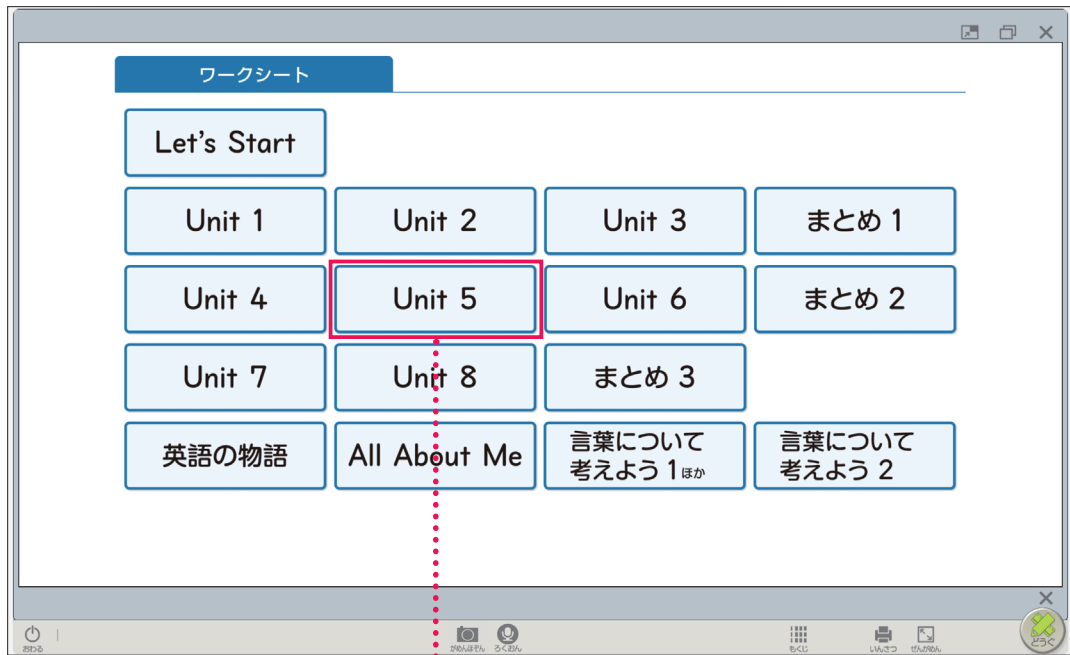 ワークシート
Let's Start
Unit 1
Unit 2
Unit 3
まとめ 1
Unit 4
Unit 5
Unit 6
まとめ 2
Unit 7
Unit 8
まとめ 3
英語の物語
All About Me
言葉について
考えよう 1 ほか
言葉について
考えよう 2
おわる
がめんほぞん
ろくおん
もくじ
いんさつ
ぜんがめん
どうぐ